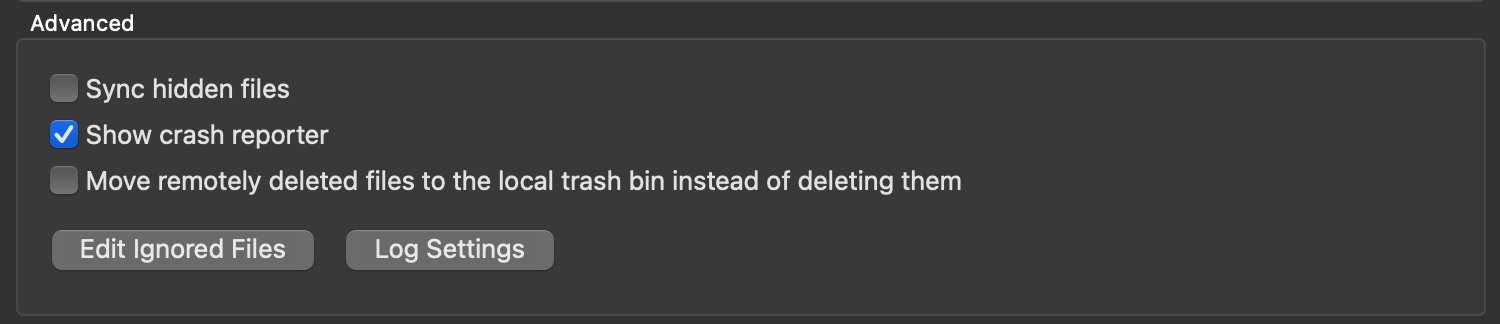 Advanced
Sync hidden files
Show crash reporter
Move remotely deleted files to the local trash bin instead of deleting them
Edit Ignored Files
Log Settings